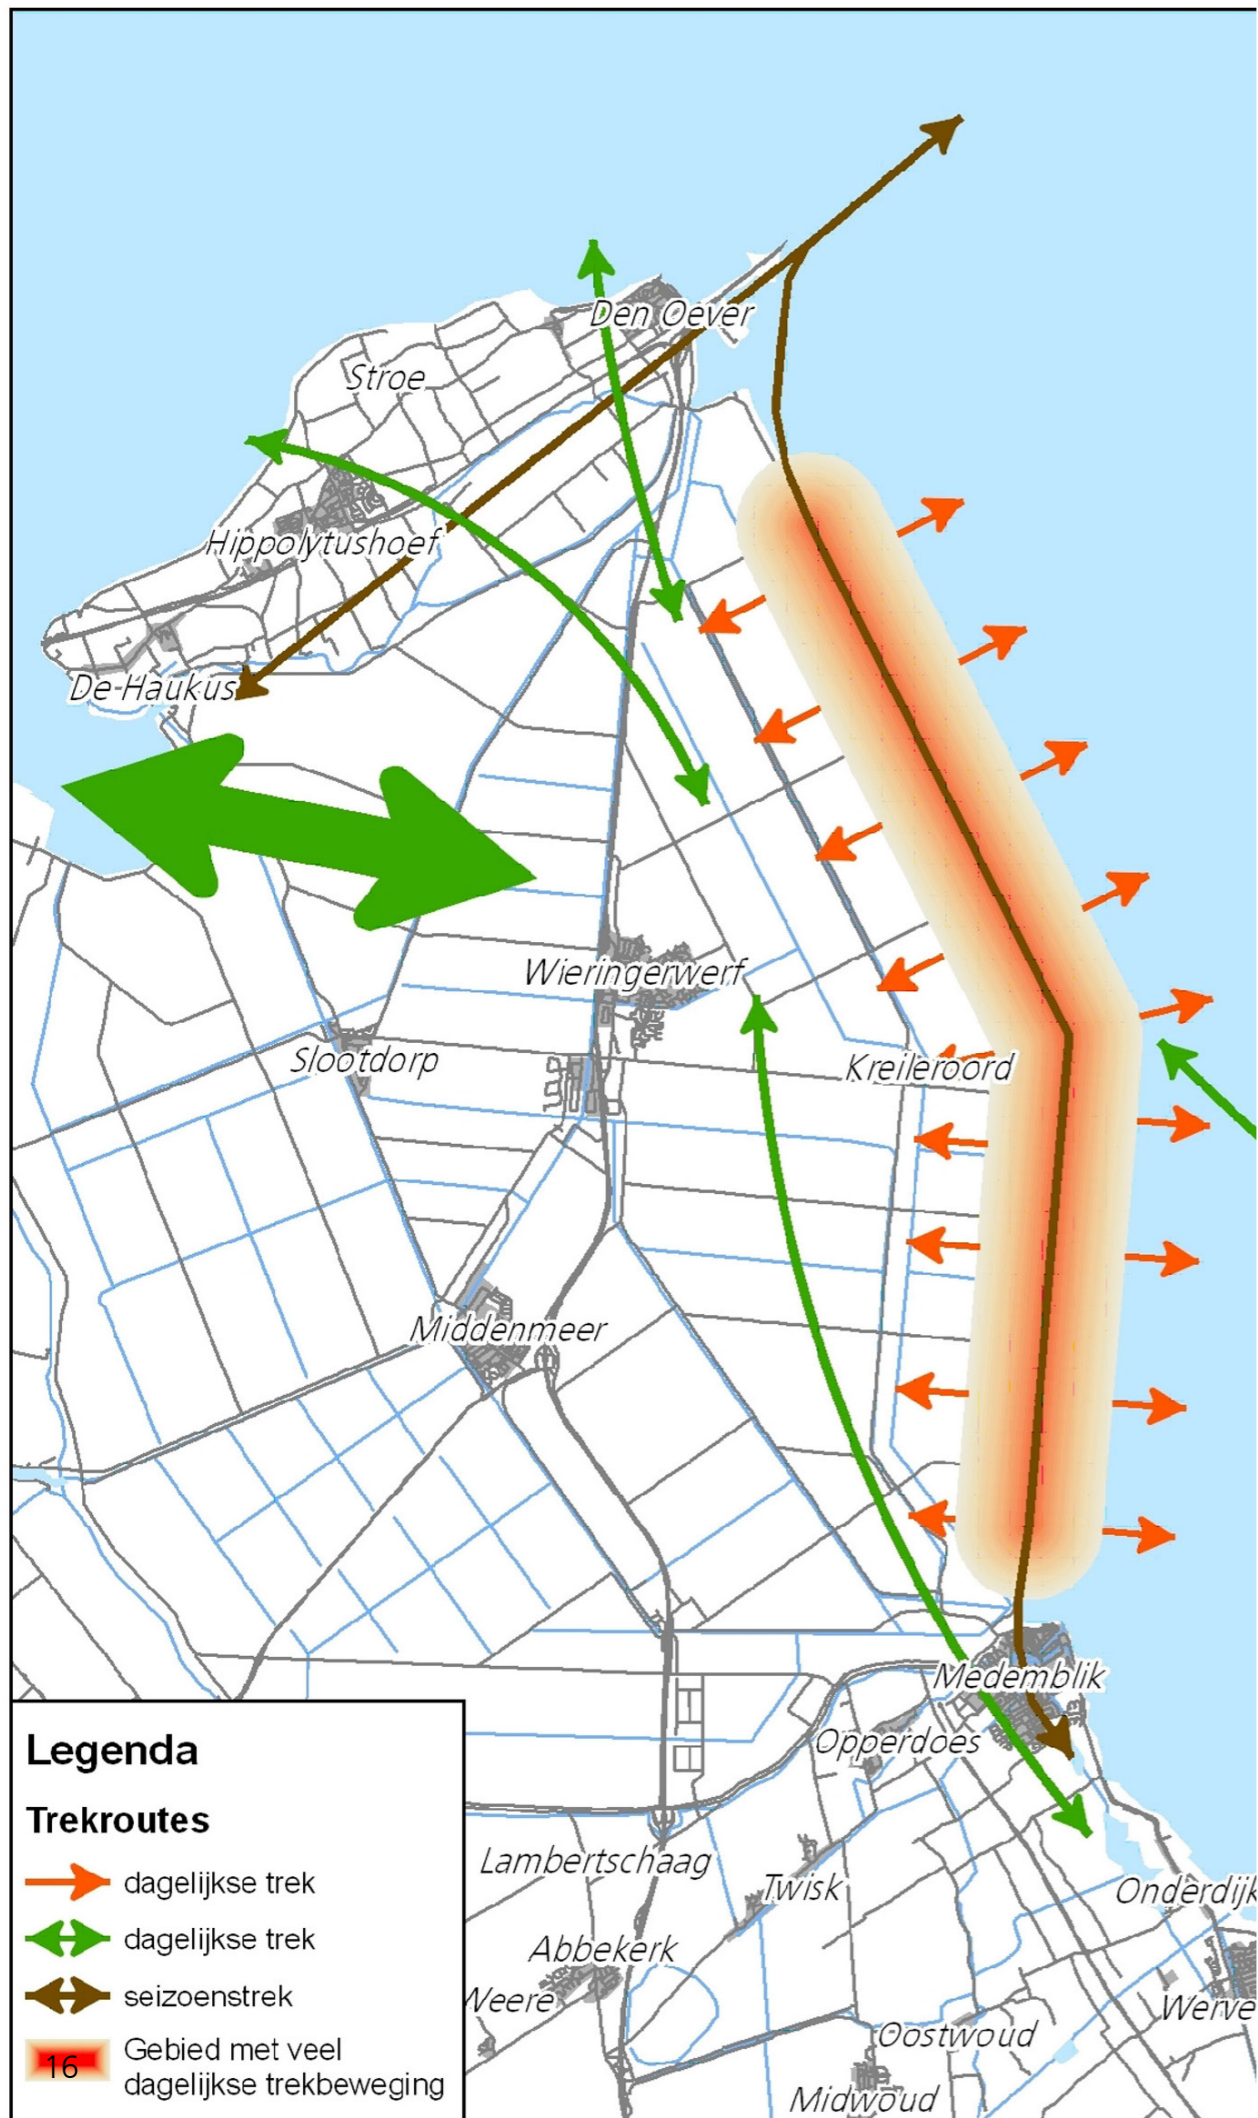 Den Oever
Stroe
Hippolytushoef
De-Haukus
Wieringerwerf
Slootdorp
Kreileroord
Middenmeer
Medemblik
Opperdoes
Lambertschaag
Twisk
Onderdijk
Abbekerk
Weere
Werve
Oostwoud
Midwoud
Legenda
Trekroutes
dagelijkse trek
dagelijkse trek
seizoenstrek
Gebied met veel
16
dagelijkse trekbeweging